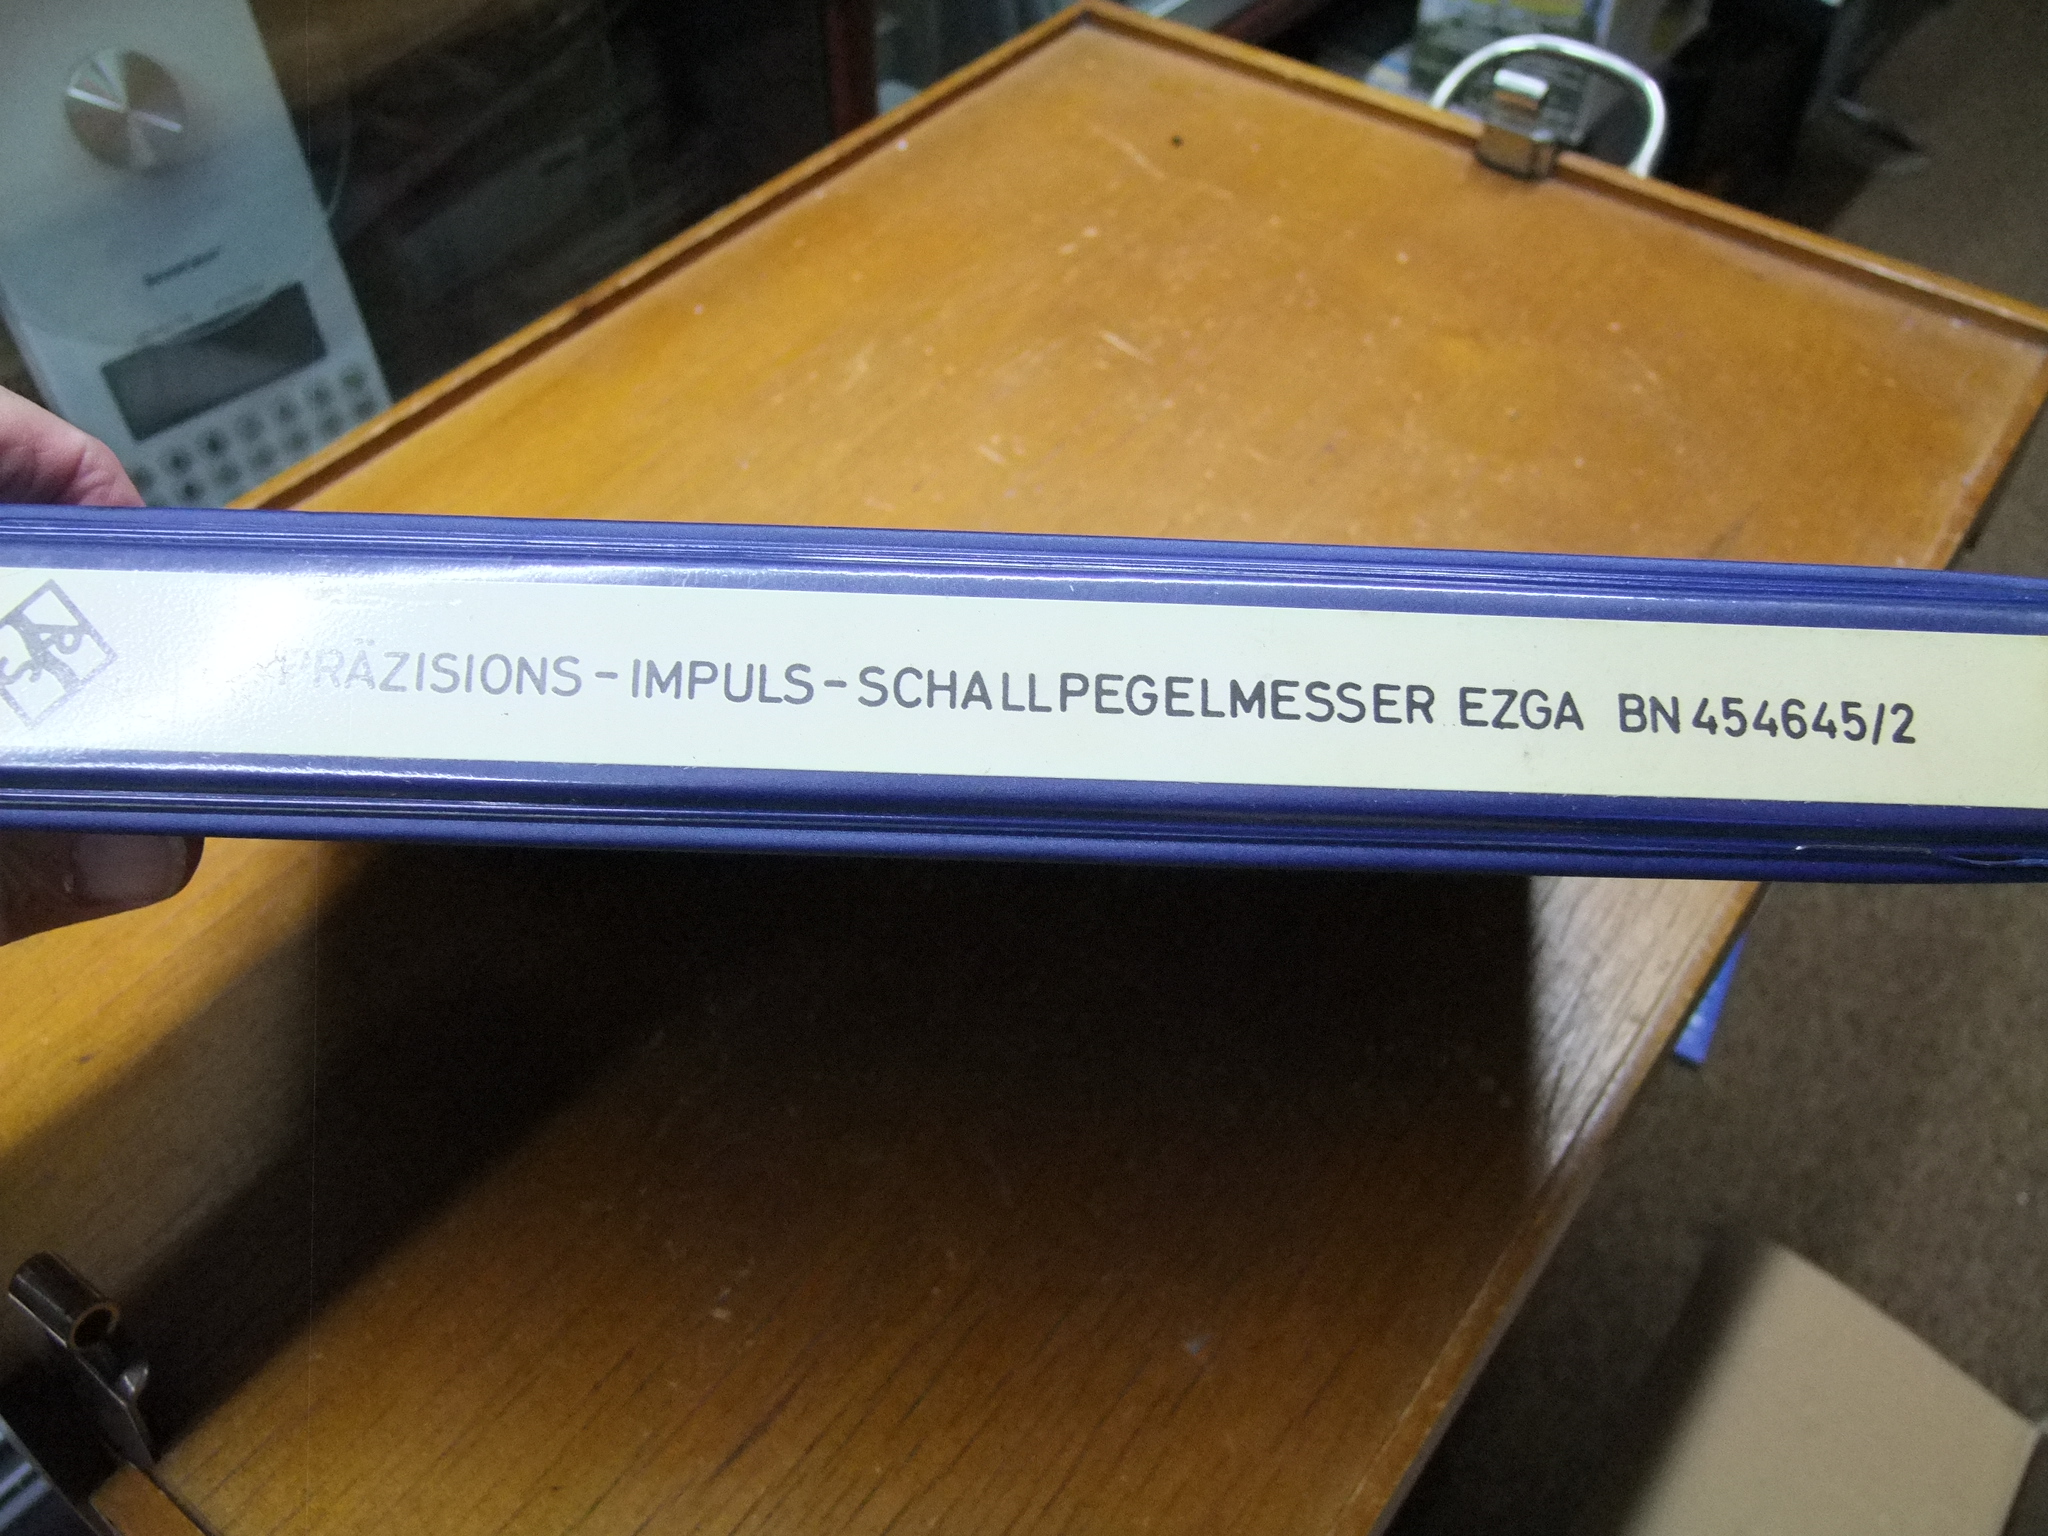 PRÄZISIONS-IMPULS-SCHALLPEGELMESSER EZGA BN 454645/2